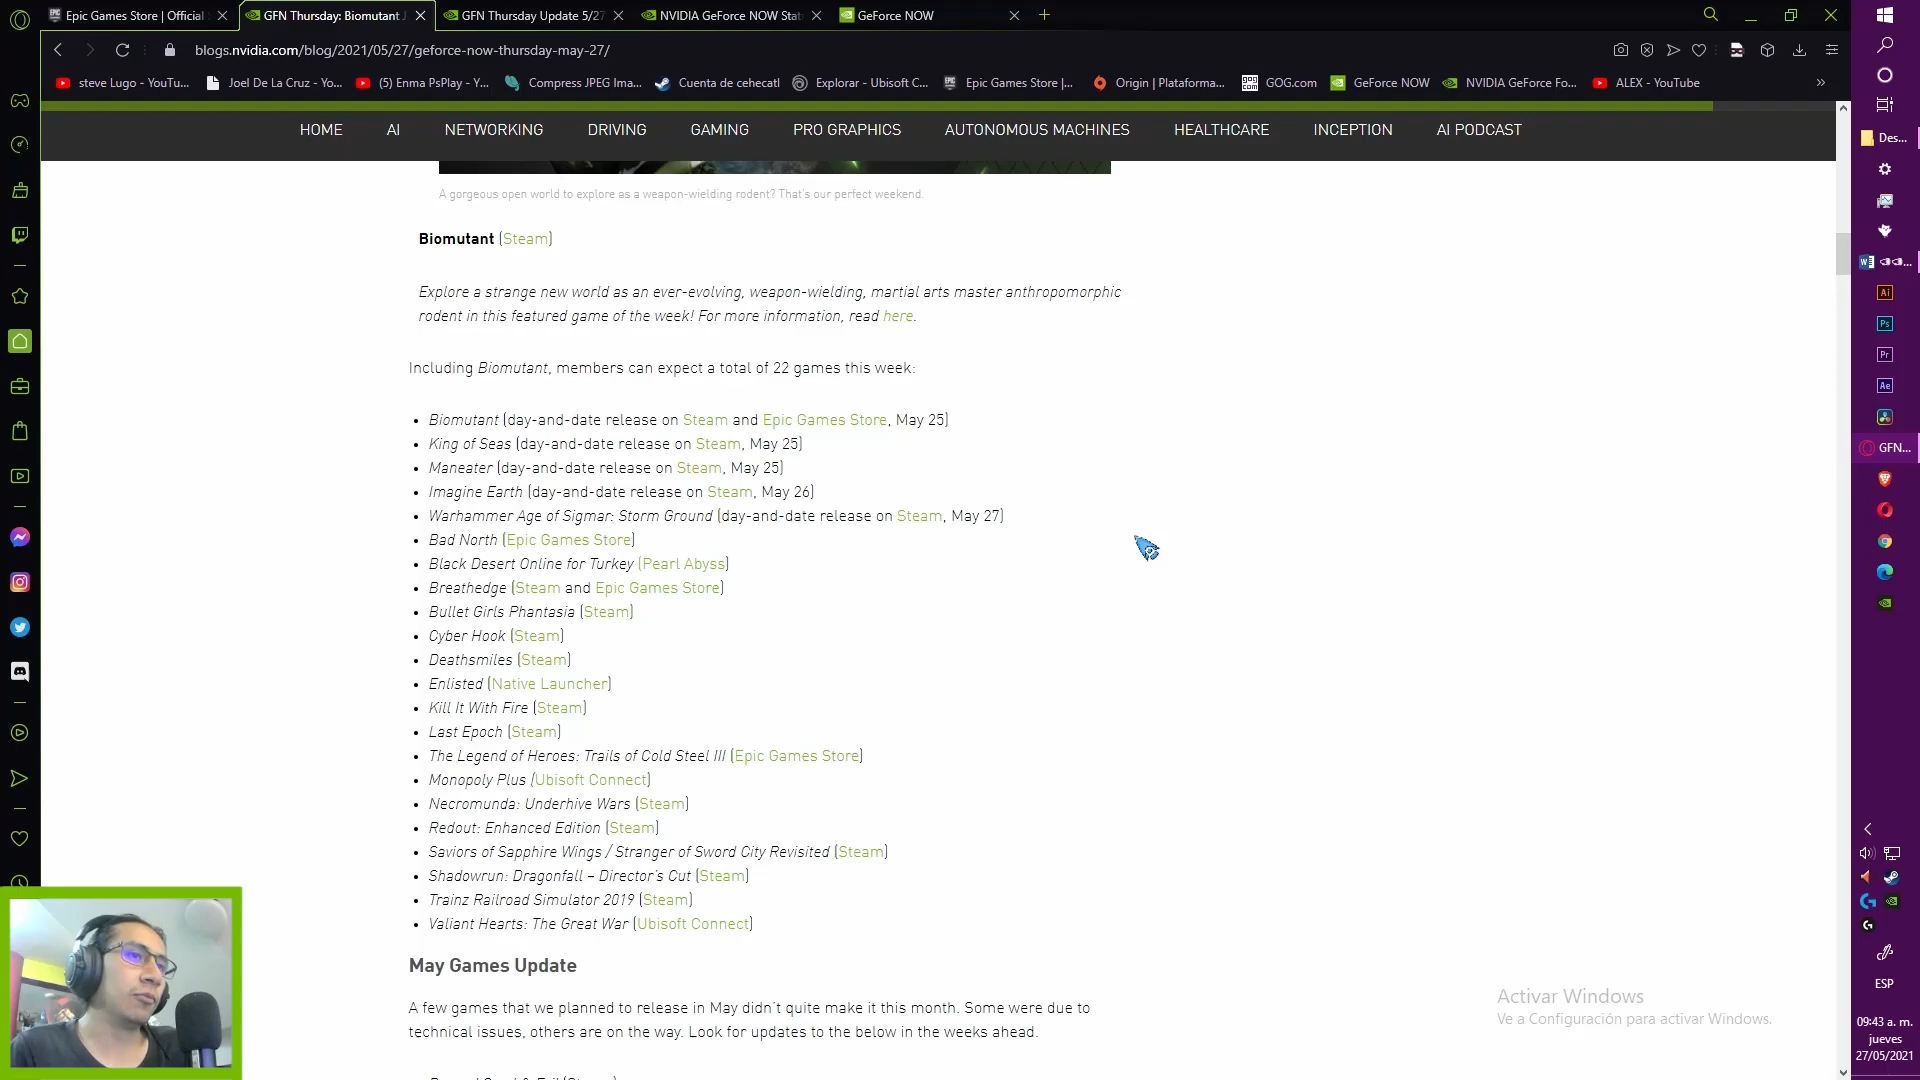 Epic Games Store | Official
GFN Thursday: Biomutant J
GFN Thursday Update 5/27
NVIDIA GeForce NOW Stat
GeForce NOW
blogs.nvidia.com/blog/2021/05/27/geforce-now-thursday-may-27/
steve Lugo - YouTu...
Joel De La Cruz - Yo...
(5) Enma PsPlay - Y...
Compress JPEG Ima...
Cuenta de cehecatl
Explorar - Ubisoft C...
Epic Games Store |...
Origin | Plataforma...
GOG.com
GeForce NOW
NVIDIA GeForce Fo...
ALEX - YouTube
»
HOME
AI
NETWORKING
DRIVING
GAMING
PRO GRAPHICS
AUTONOMOUS MACHINES
HEALTHCARE
INCEPTION
AI PODCAST
A gorgeous open world to explore as a weapon-wielding rodent? That's our perfect weekend.
Biomutant (Steam)
Explore a strange new world as an ever-evolving, weapon-wielding, martial arts master anthropomorphic
rodent in this featured game of the week! For more information, read here.
Including Biomutant, members can expect a total of 22 games this week:
• Biomutant (day-and-date release on Steam and Epic Games Store, May 25)
• King of Seas (day-and-date release on Steam, May 25)
• Maneater (day-and-date release on Steam, May 25)
• Imagine Earth (day-and-date release on Steam, May 26)
• Warhammer Age of Sigmar: Storm Ground (day-and-date release on Steam, May 27)
• Bad North (Epic Games Store)
• Black Desert Online for Turkey (Pearl Abyss)
• Breathedge (Steam and Epic Games Store)
• Bullet Girls Phantasia (Steam)
• Cyber Hook (Steam)
• Deathsmiles (Steam)
• Enlisted (Native Launcher)
• Kill It With Fire (Steam)
• Last Epoch (Steam)
• The Legend of Heroes: Trails of Cold Steel III (Epic Games Store)
• Monopoly Plus (Ubisoft Connect)
• Necromunda: Underhive Wars (Steam)
• Redout: Enhanced Edition (Steam)
• Saviors of Sapphire Wings / Stranger of Sword City Revisited (Steam)
• Shadowrun: Dragonfall – Director's Cut (Steam)
• Trainz Railroad Simulator 2019 (Steam)
• Valiant Hearts: The Great War (Ubisoft Connect)
May Games Update
A few games that we planned to release in May didn't quite make it this month. Some were due to
technical issues, others are on the way. Look for updates to the below in the weeks ahead.
Activar Windows
Ve a Configuración para activar Windows.
Des...
Ai
Ps
Pr
Ae
GFN...
ESP
09:43 a. m.
jueves
27/05/2021